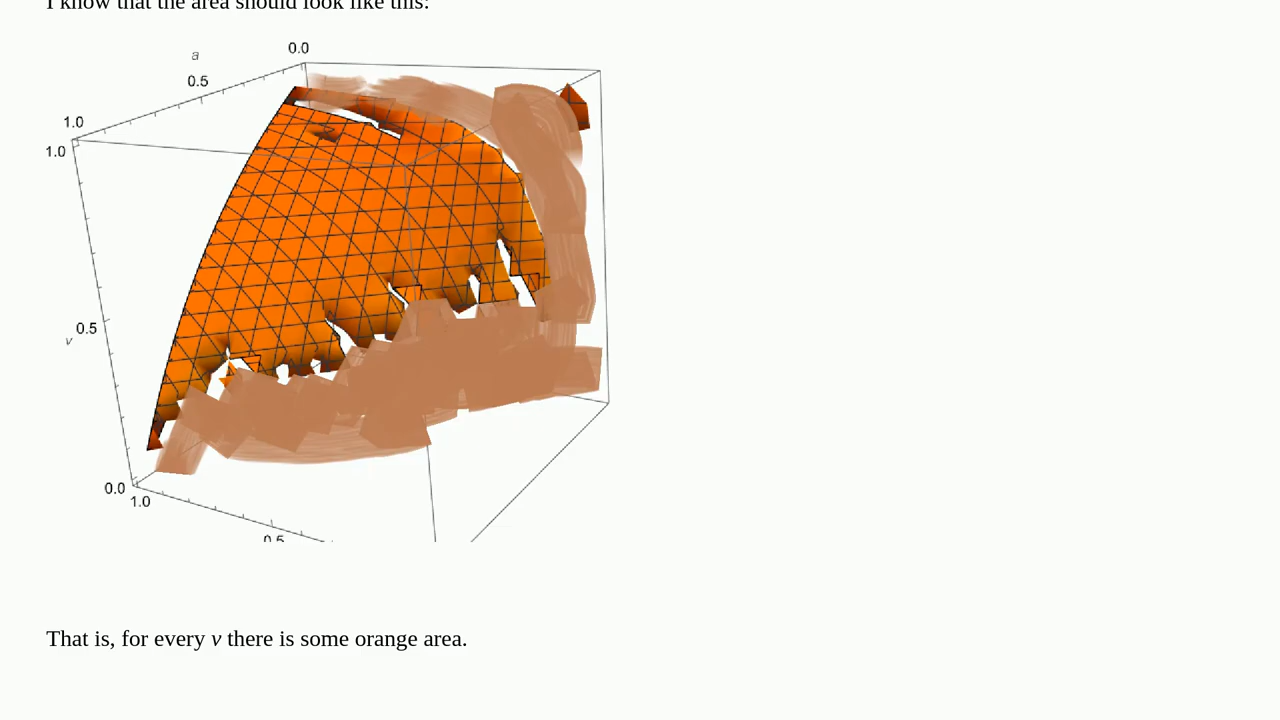 I know that the area should look like this:
a
0.0
0.5
1.0
1.0
0.5
v
0.0
1.0
0.5
That is, for every v there is some orange area.